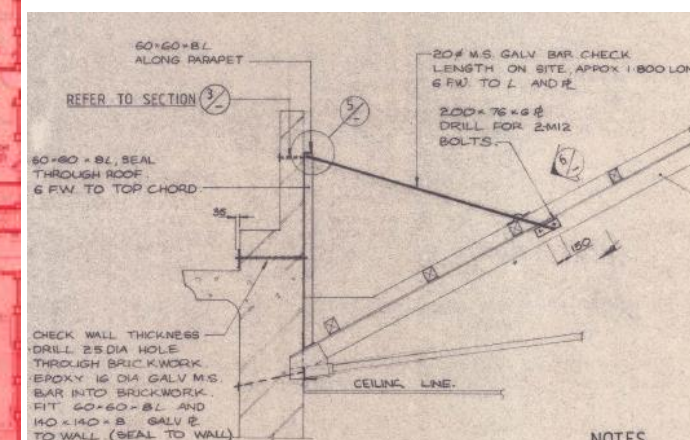 60×60×8L
ALONG PARAPET
REFER TO SECTION 3/-
60×60×8L, SEAL
THROUGH ROOF.
6 F.W. TO TOP CHORD.
35
CHECK WALL THICKNESS
DRILL 25 DIA HOLE
THROUGH BRICKWORK.
EPOXY 16 DIA GALV M.S.
BAR INTO BRICKWORK.
FIT 60×60×8L AND
140×140×8 GALV ⅊
TO WALL (SEAL TO WALL)
5/-
20ø M.S. GALV BAR CHECK
LENGTH ON SITE, APPOX 1·800 LON
6 F.W. TO L AND ⅊
200×76×6 ⅊
DRILL FOR 2-M12
BOLTS.
6/-
150
CEILING LINE.
NOTES